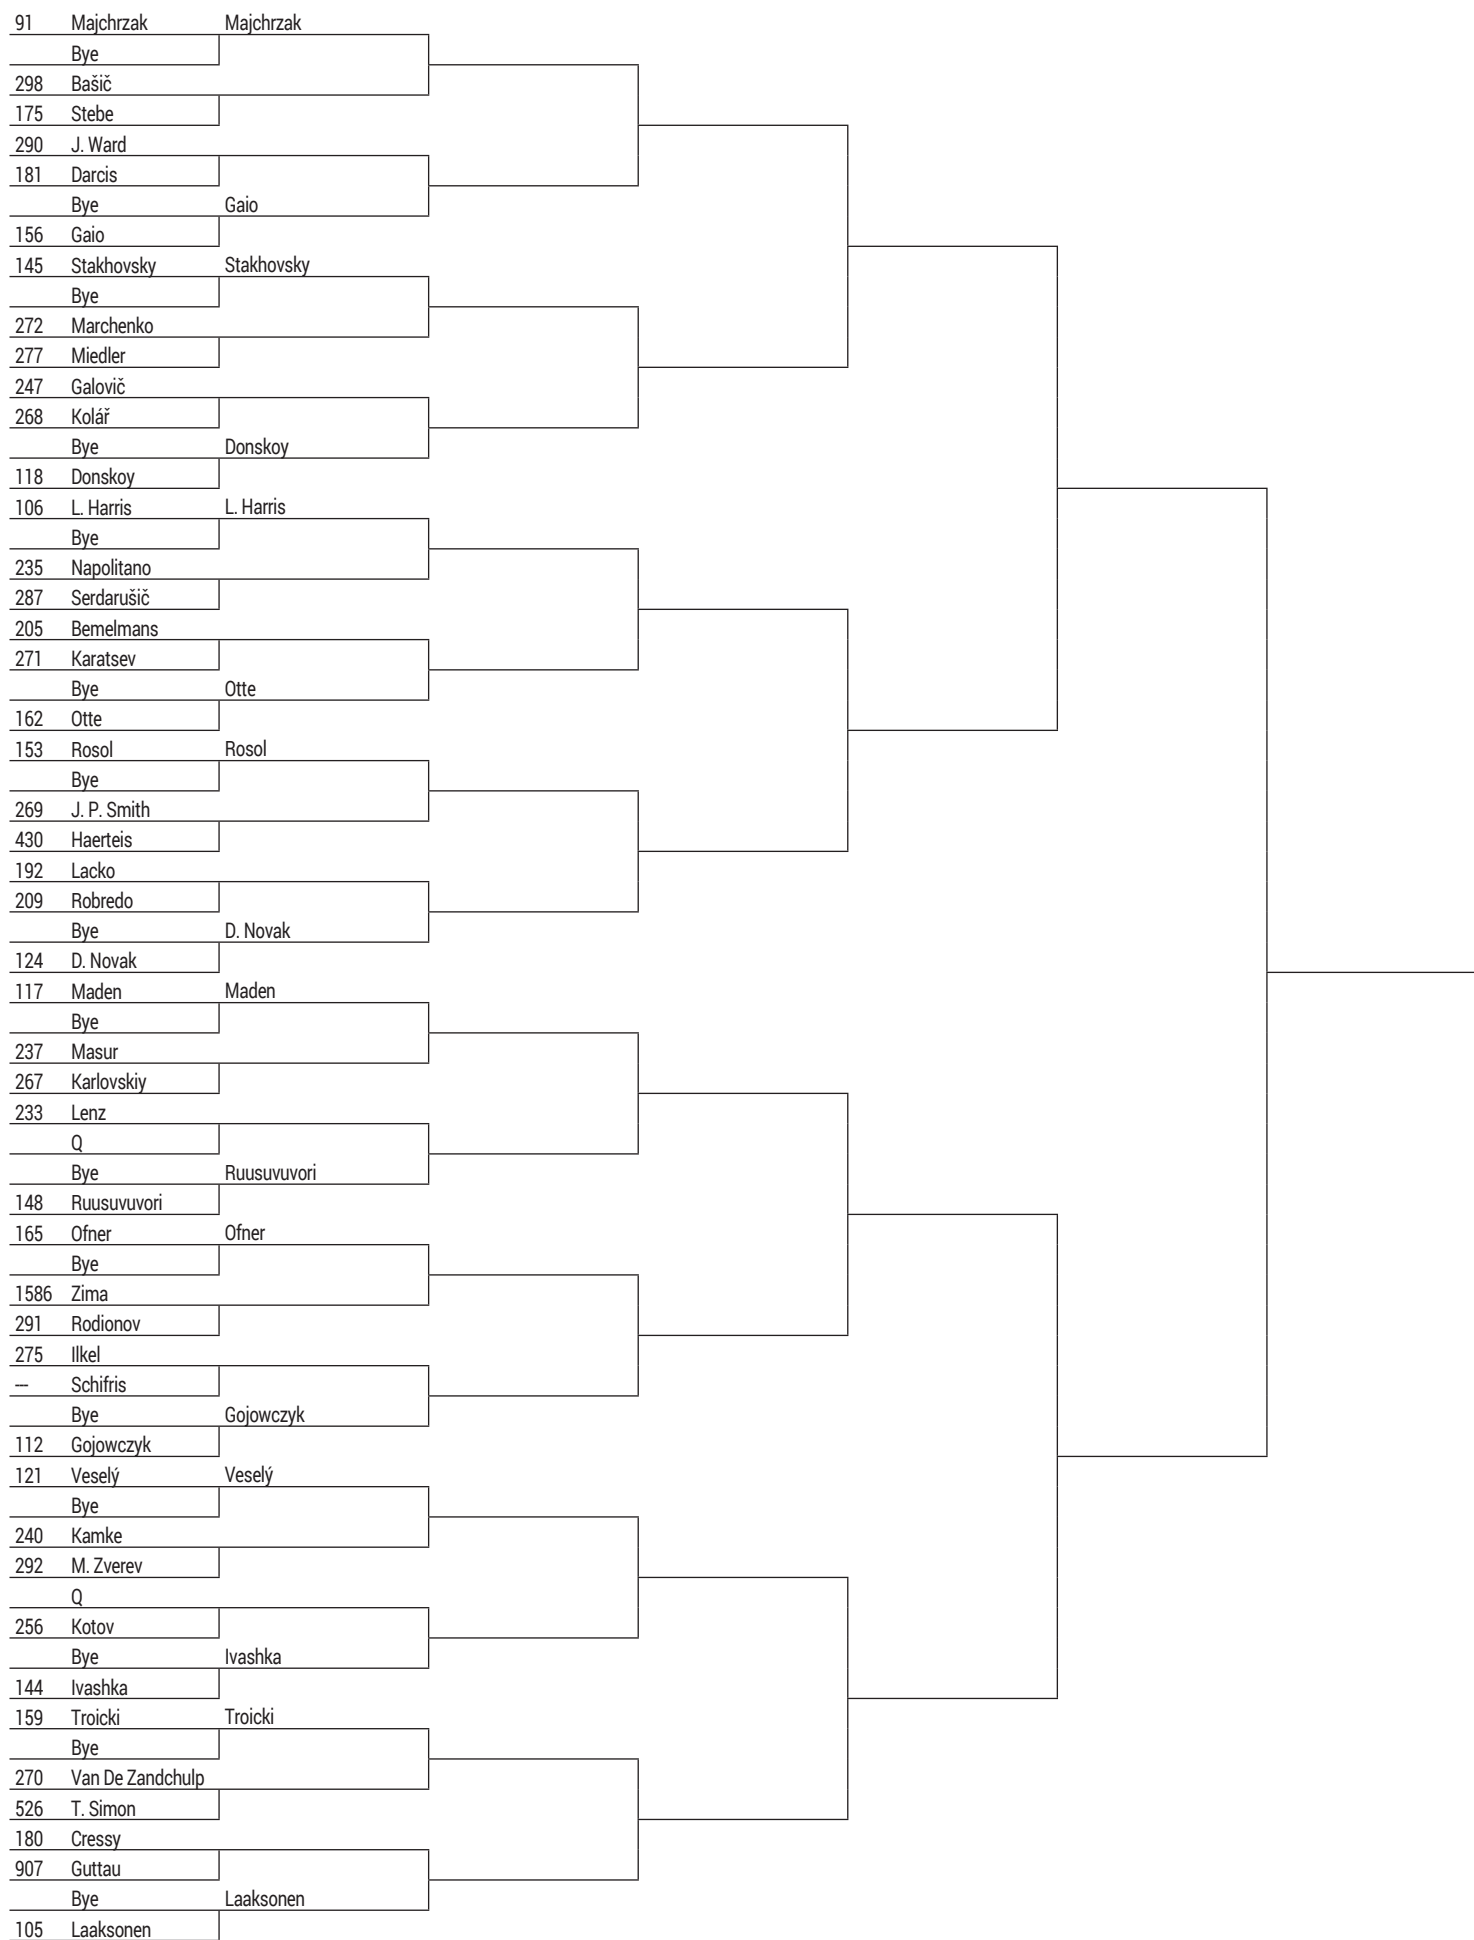 91 Majchrzak Majchrzak
Bye
298 Bašič
175 Stebe
290 J. Ward
181 Darcis
Bye Gaio
156 Gaio
145 Stakhovsky Stakhovsky
Bye
272 Marchenko
277 Miedler
247 Galovič
268 Kolář
Bye Donskoy
118 Donskoy
106 L. Harris L. Harris
Bye
235 Napolitano
287 Serdarušič
205 Bemelmans
271 Karatsev
Bye Otte
162 Otte
153 Rosol Rosol
Bye
269 J. P. Smith
430 Haerteis
192 Lacko
209 Robredo
Bye D. Novak
124 D. Novak
117 Maden Maden
Bye
237 Masur
267 Karlovskiy
233 Lenz
Q
Bye Ruusuvuvori
148 Ruusuvuvori
165 Ofner Ofner
Bye
1586 Zima
291 Rodionov
275 Ilkel
--- Schifris
Bye Gojowczyk
112 Gojowczyk
121 Veselý Veselý
Bye
240 Kamke
292 M. Zverev
Q
256 Kotov
Bye Ivashka
144 Ivashka
159 Troicki Troicki
Bye
270 Van De Zandchulp
526 T. Simon
180 Cressy
907 Guttau
Bye Laaksonen
105 Laaksonen